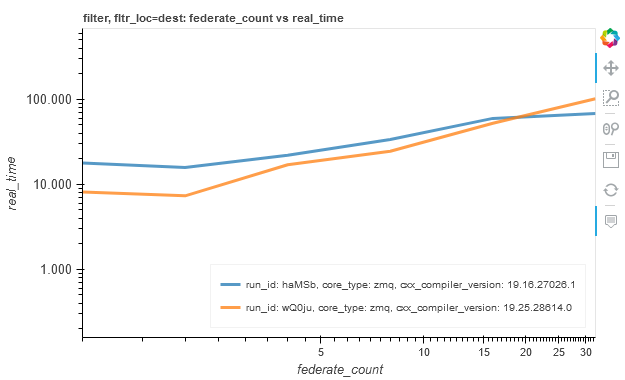 filter, fltr_loc=dest: federate_count vs real_time
100.000
10.000
1.000
real_time
run_id: haMSb, core_type: zmq, cxx_compiler_version: 19.16.27026.1
run_id: wQ0ju, core_type: zmq, cxx_compiler_version: 19.25.28614.0
5
10
15
20
25
30
federate_count